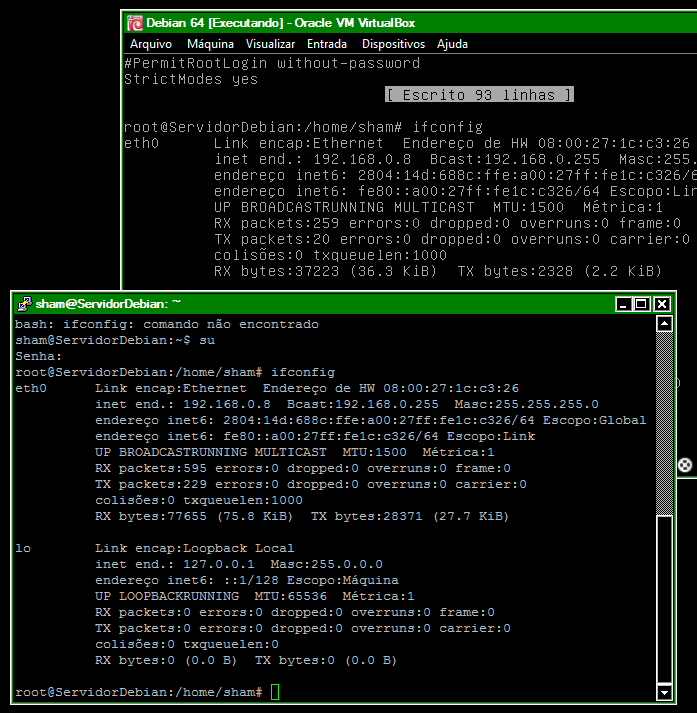 Debian 64 [Executando] - Oracle VM VirtualBox
Arquivo Máquina Visualizar Entrada Dispositivos Ajuda
#PermitRootLogin without-password
StrictModes yes
[ Escrito 93 linhas ]
root@ServidorDebian:/home/sham# ifconfig
eth0 Link encap:Ethernet Endereço de HW 08:00:27:1c:c3:26
inet end.: 192.168.0.8 Bcast:192.168.0.255 Masc:255.
endereço inet6: 2804:14d:688c:ffe:a00:27ff:fe1c:c326/6
endereço inet6: fe80::a00:27ff:fe1c:c326/64 Escopo:Lin
UP BROADCASTRUNNING MULTICAST MTU:1500 Métrica:1
RX packets:259 errors:0 dropped:0 overruns:0 frame:0
TX packets:20 errors:0 dropped:0 overruns:0 carrier:0
colisões:0 txqueuelen:1000
RX bytes:37223 (36.3 KiB) TX bytes:2328 (2.2 KiB)
sham@ServidorDebian: ~
bash: ifconfig: comando não encontrado
sham@ServidorDebian:~$ su
Senha:
root@ServidorDebian:/home/sham# ifconfig
eth0 Link encap:Ethernet Endereço de HW 08:00:27:1c:c3:26
inet end.: 192.168.0.8 Bcast:192.168.0.255 Masc:255.255.255.0
endereço inet6: 2804:14d:688c:ffe:a00:27ff:fe1c:c326/64 Escopo:Global
endereço inet6: fe80::a00:27ff:fe1c:c326/64 Escopo:Link
UP BROADCASTRUNNING MULTICAST MTU:1500 Métrica:1
RX packets:595 errors:0 dropped:0 overruns:0 frame:0
TX packets:229 errors:0 dropped:0 overruns:0 carrier:0
colisões:0 txqueuelen:1000
RX bytes:77655 (75.8 KiB) TX bytes:28371 (27.7 KiB)
lo Link encap:Loopback Local
inet end.: 127.0.0.1 Masc:255.0.0.0
endereço inet6: ::1/128 Escopo:Máquina
UP LOOPBACKRUNNING MTU:65536 Métrica:1
RX packets:0 errors:0 dropped:0 overruns:0 frame:0
TX packets:0 errors:0 dropped:0 overruns:0 carrier:0
colisões:0 txqueuelen:0
RX bytes:0 (0.0 B) TX bytes:0 (0.0 B)
root@ServidorDebian:/home/sham#